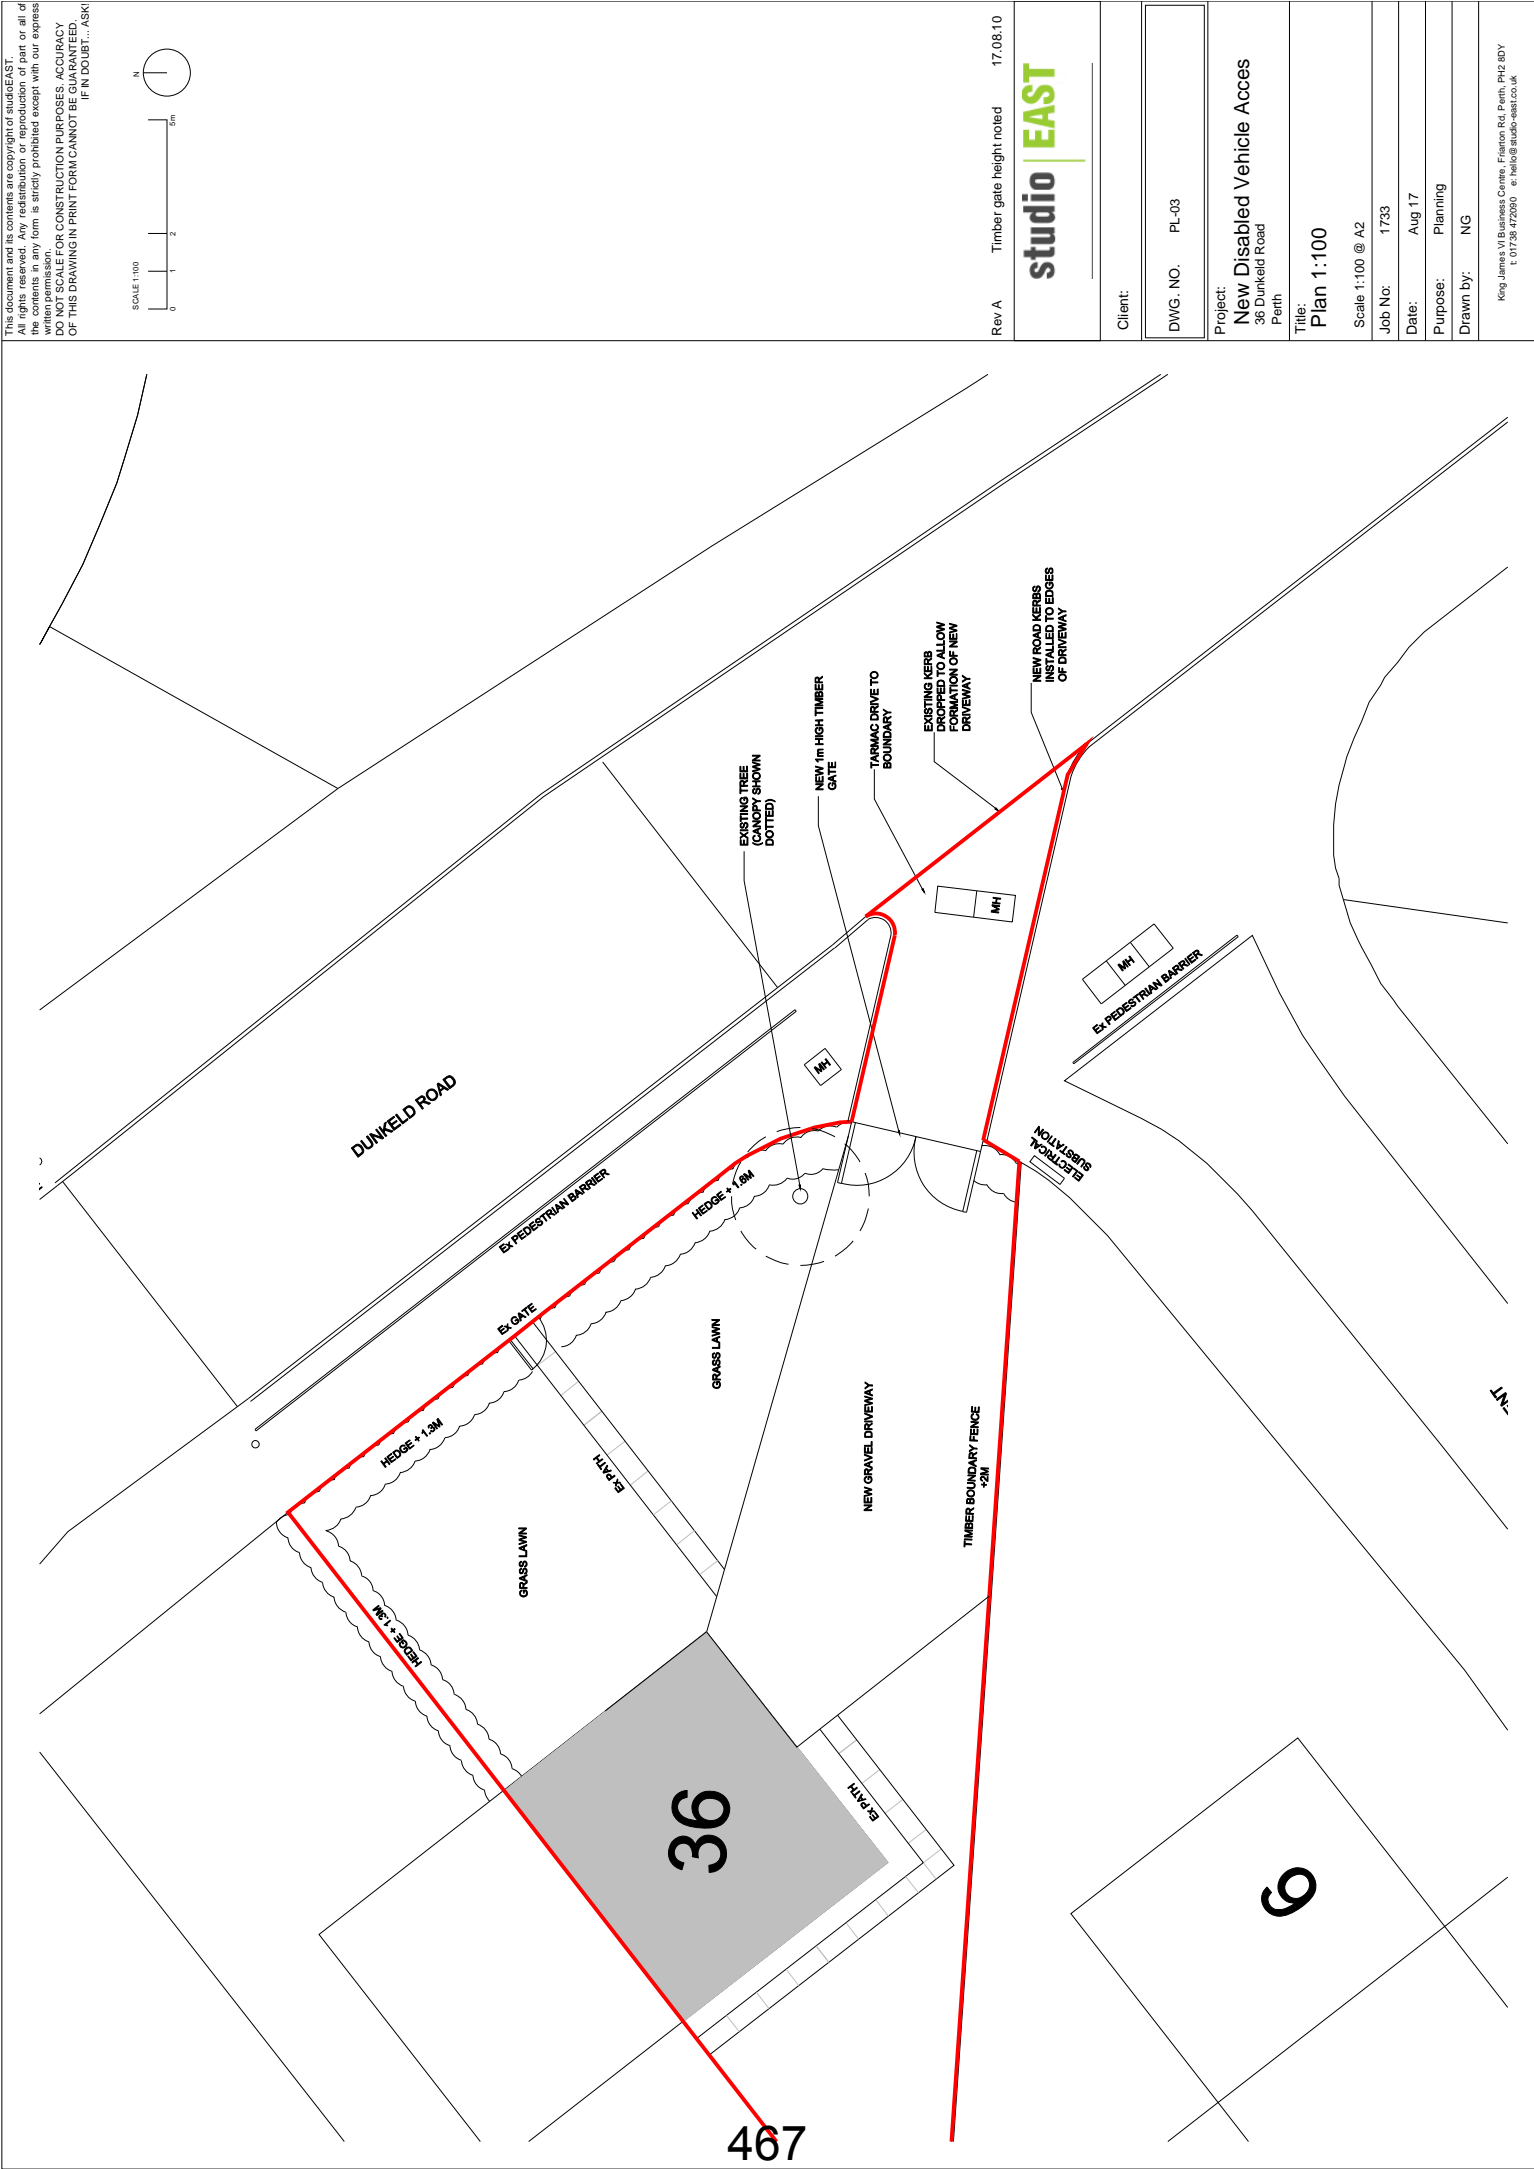 This document and its contents are copyright of studioEAST.
All rights reserved. Any redistribution or reproduction of part or all of
the contents in any form is strictly prohibited except with our express
written permission.
DO NOT SCALE FOR CONSTRUCTION PURPOSES. ACCURACY
OF THIS DRAWING IN PRINT FORM CANNOT BE GUARANTEED.
IF IN DOUBT... ASK!
SCALE 1:100
0 1 2 5m
N
Rev A Timber gate height noted 17.08.10
studio | EAST
Client:
DWG. NO. PL-03
Project:
New Disabled Vehicle Acces
36 Dunkeld Road
Perth
Title:
Plan 1:100
Scale 1:100 @ A2
Job No: 1733
Date: Aug 17
Purpose: Planning
Drawn by: NG
King James VI Business Centre, Friarton Rd, Perth, PH2 8DY
t: 01738 472090 e: hello@studio-east.co.uk
DUNKELD ROAD
Ex PEDESTRIAN BARRIER
Ex GATE
HEDGE + 1.3M
HEDGE + 1.3M
HEDGE + 1.6M
Ex PATH
GRASS LAWN
GRASS LAWN
EXISTING TREE
(CANOPY SHOWN
DOTTED)
NEW 1m HIGH TIMBER
GATE
TARMAC DRIVE TO
BOUNDARY
EXISTING KERB
DROPPED TO ALLOW
FORMATION OF NEW
DRIVEWAY
NEW ROAD KERBS
INSTALLED TO EDGES
OF DRIVEWAY
MH
MH
MH
Ex PEDESTRIAN BARRIER
ELECTRICAL
SUBSTATION
NEW GRAVEL DRIVEWAY
TIMBER BOUNDARY FENCE
+2M
Ex PATH
36
9
467